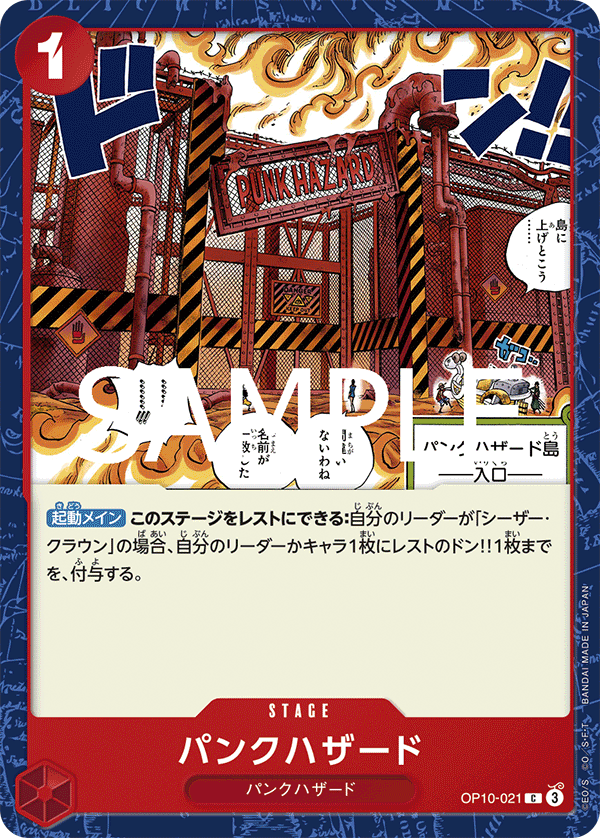 1
ドン!!
PUNK HAZARD
DANGER
島に
上げとこう
……
!!!
名前が
ないわね
パンクハザード島
入口
SAMPLE
起動メイン このステージをレストにできる:自分のリーダーが「シーザー・
クラウン」の場合、自分のリーダーかキャラ1枚にレストのドン!!1枚まで
を、付与する。
STAGE
パンクハザード
パンクハザード
OP10-021 C 3
©E.O./S. ©O./S・F・T BANDAI MADE IN JAPAN